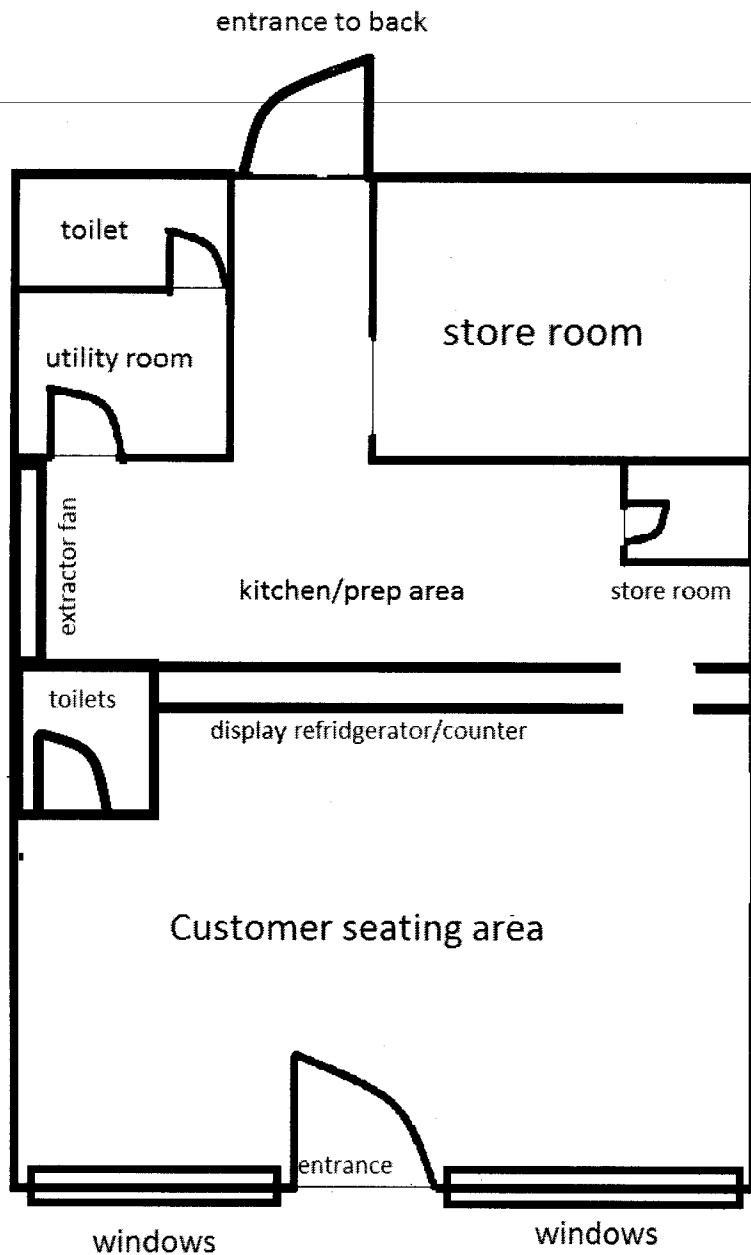 entrance to back
toilet
store room
utility room
extractor fan
kitchen/prep area
store room
toilets
display refridgerator/counter
Customer seating area
entrance
windows
windows